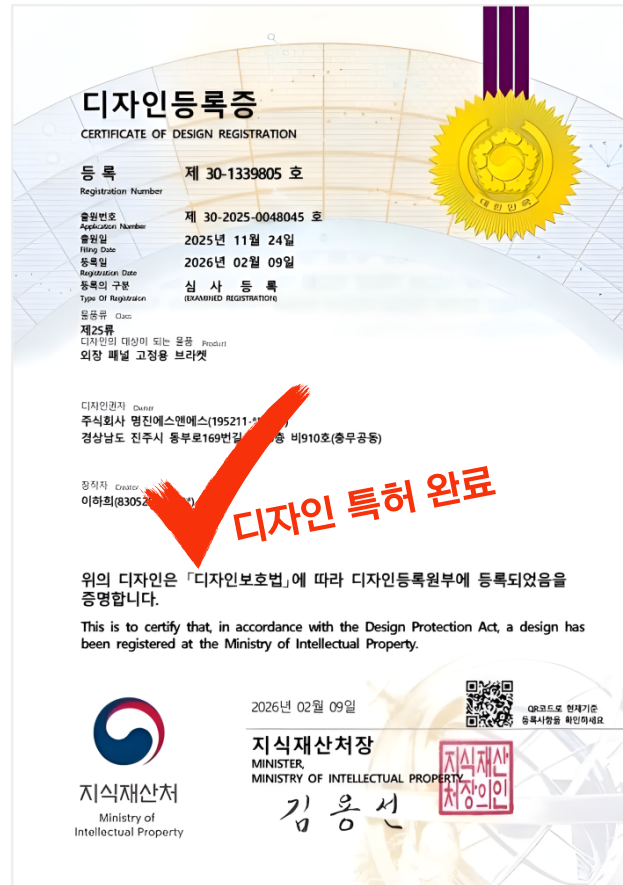 디자인등록증
CERTIFICATE OF DESIGN REGISTRATION
등 록 제 30-1339805 호
Registration Number
출원번호 제 30-2025-0048045 호
Application Number
출원일 2025년 11월 24일
Filing Date
등록일 2026년 02월 09일
Registration Date
등록의 구분 심 사 등 록
Type Of Registraion (EXAMINED REGISTRATION)
물품류 Class
제25류
디자인의 대상이 되는 물품 Product
외장 패널 고정용 브라켓
디자인권자 Owner
주식회사 명진에스앤에스(195211-
경상남도 진주시 동부로169번길 층 비910호(충무공동)
창작자 Creator
이하희(83052
디자인 특허 완료
위의 디자인은 「디자인보호법」에 따라 디자인등록원부에 등록되었음을
증명합니다.
This is to certify that, in accordance with the Design Protection Act, a design has
been registered at the Ministry of Intellectual Property.
2026년 02월 09일
QR코드로 현재기준
등록사항을 확인하세요
지식재산처장
MINISTER,
MINISTRY OF INTELLECTUAL PROPERTY
김용선
지식재산
처장의인
지식재산처
Ministry of
Intellectual Property
대한민국